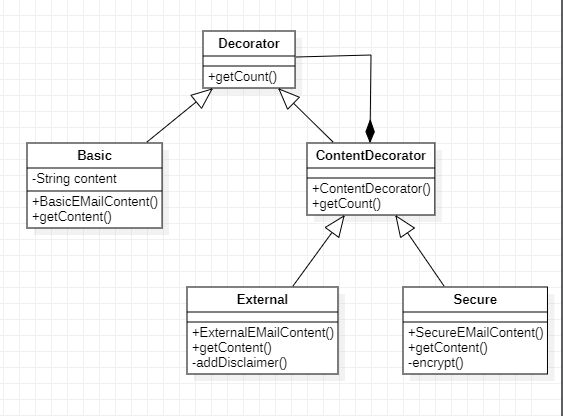 Decorator
+getCount()
Basic
-String content
+BasicEMailContent()
+getContent()
ContentDecorator
+ContentDecorator()
+getCount()
External
+ExternalEMailContent()
+getContent()
-addDisclaimer()
Secure
+SecureEMailContent()
+getContent()
-encrypt()